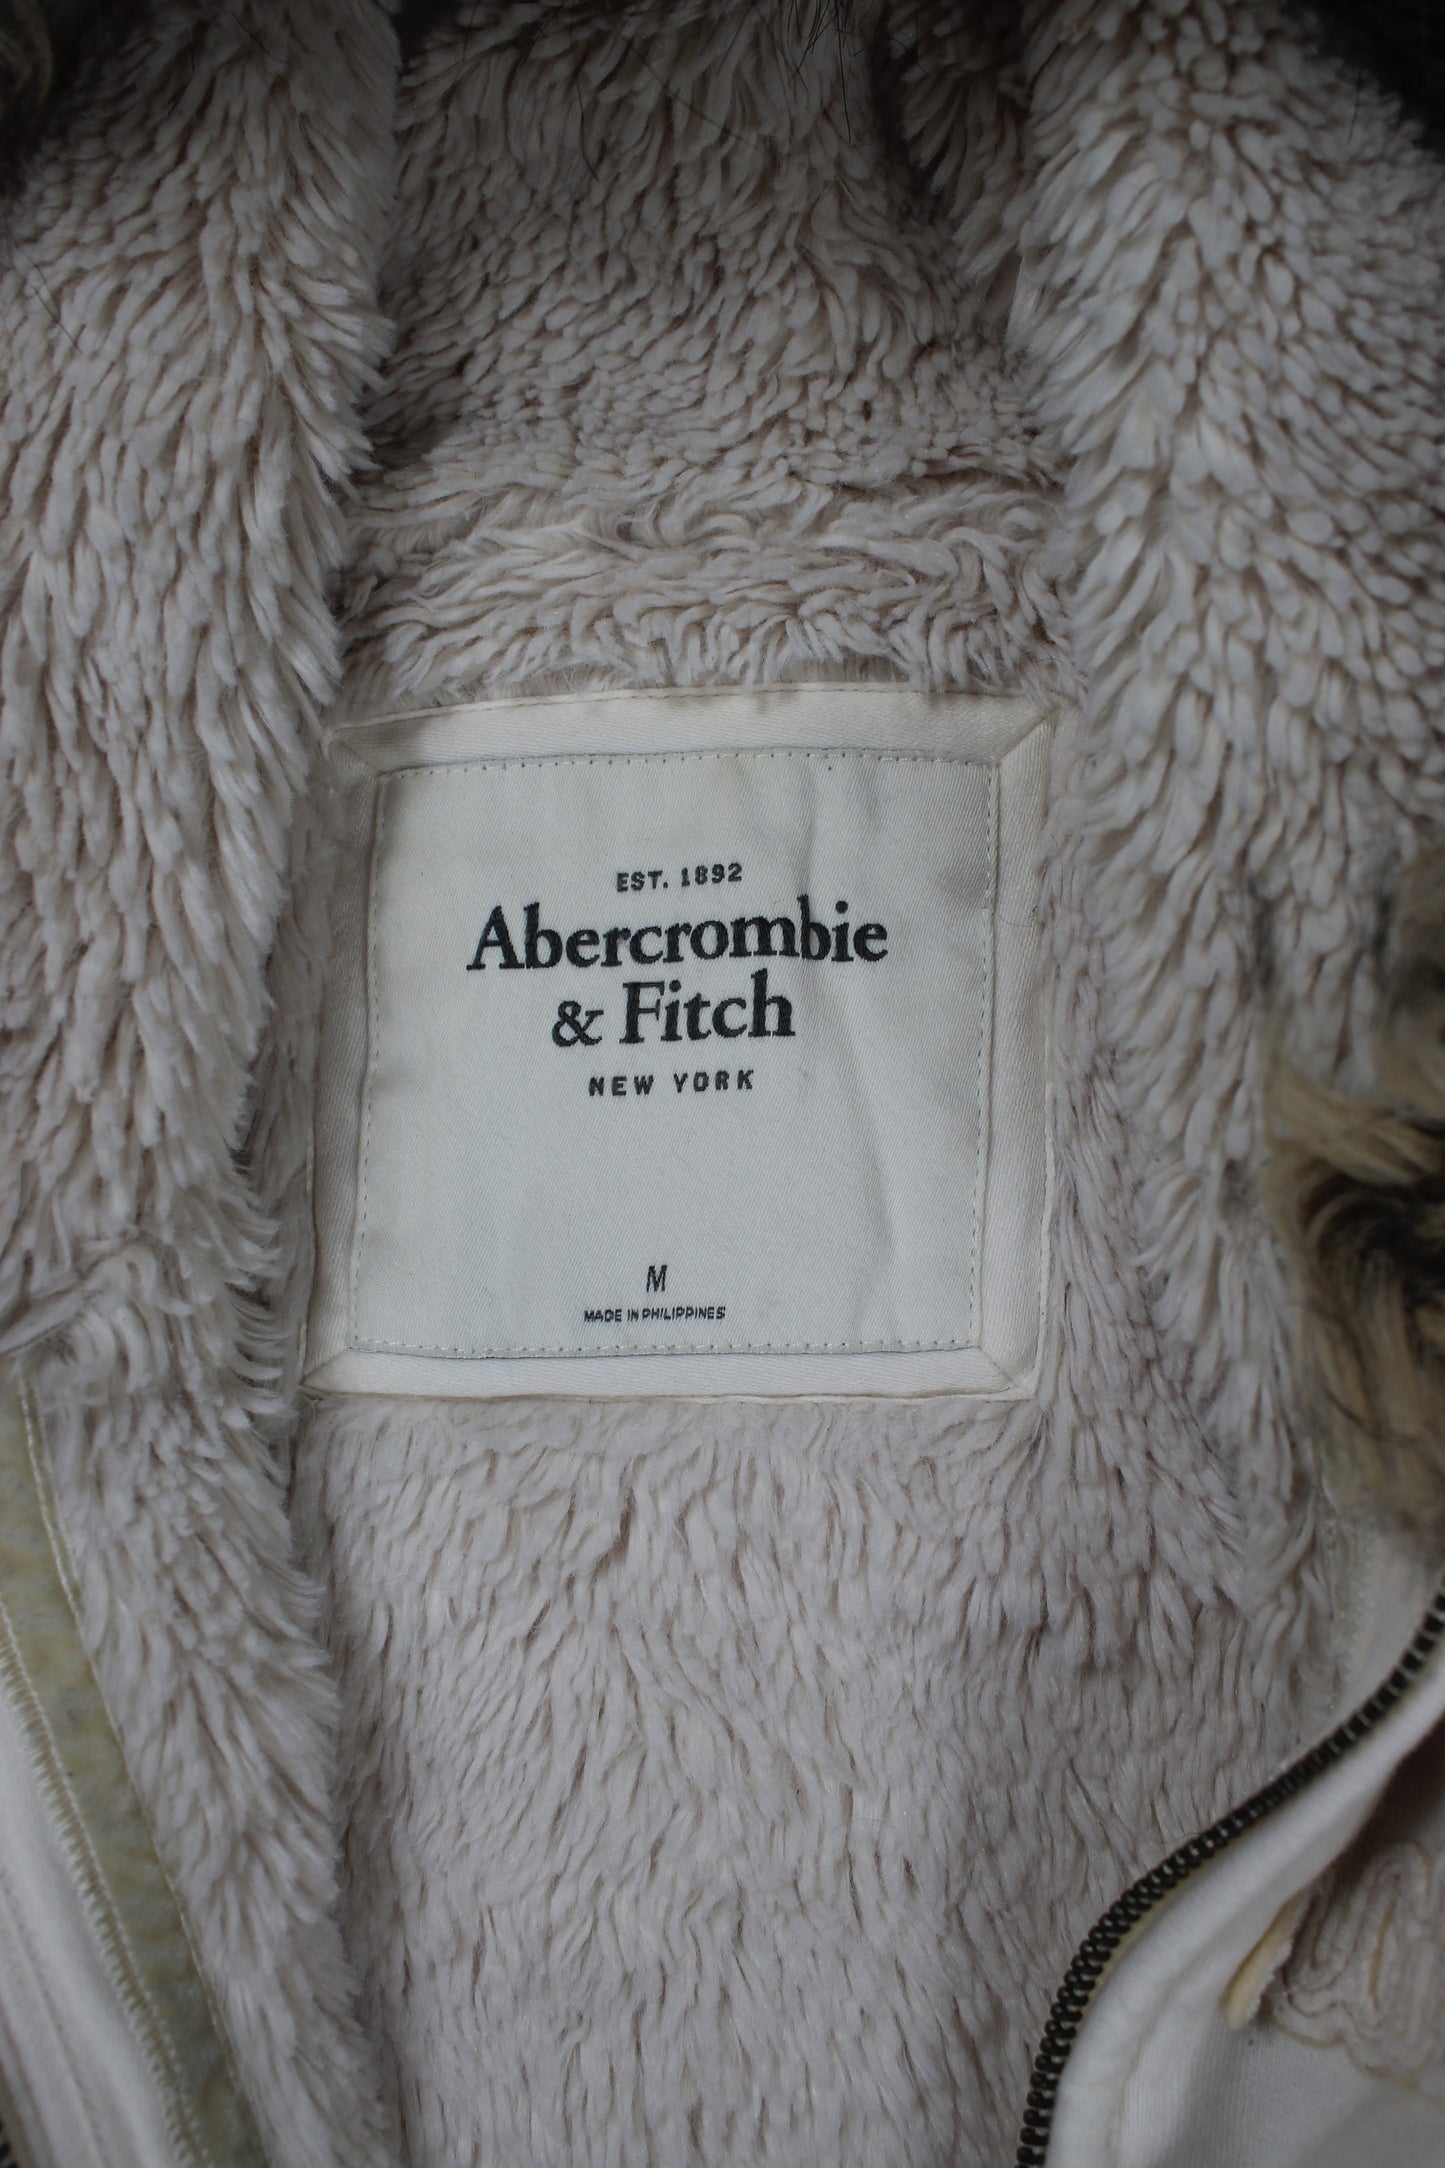 EST. 1892
Abercrombie
& Fitch
NEW YORK
M
MADE IN PHILIPPINES